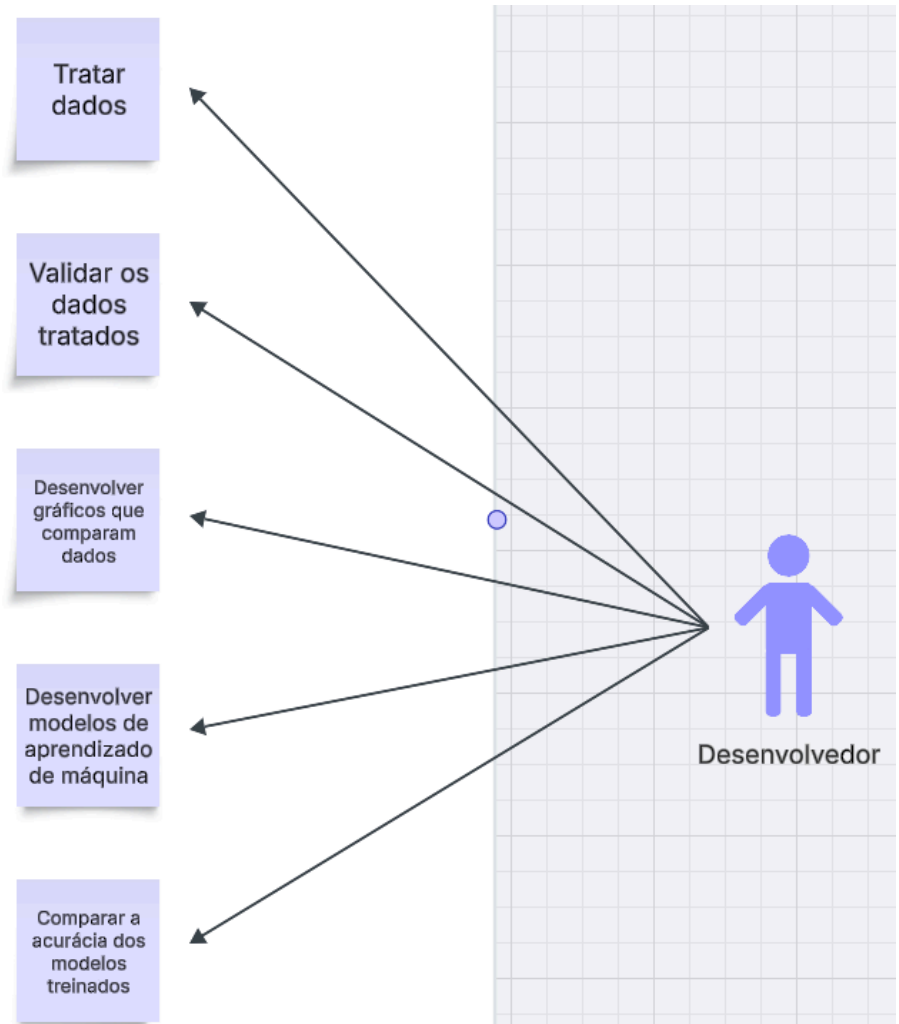 Tratar
dados
Validar os
dados
tratados
Desenvolver
gráficos que
comparam
dados
Desenvolver
modelos de
aprendizado
de máquina
Comparar a
acurácia dos
modelos
treinados
Desenvolvedor